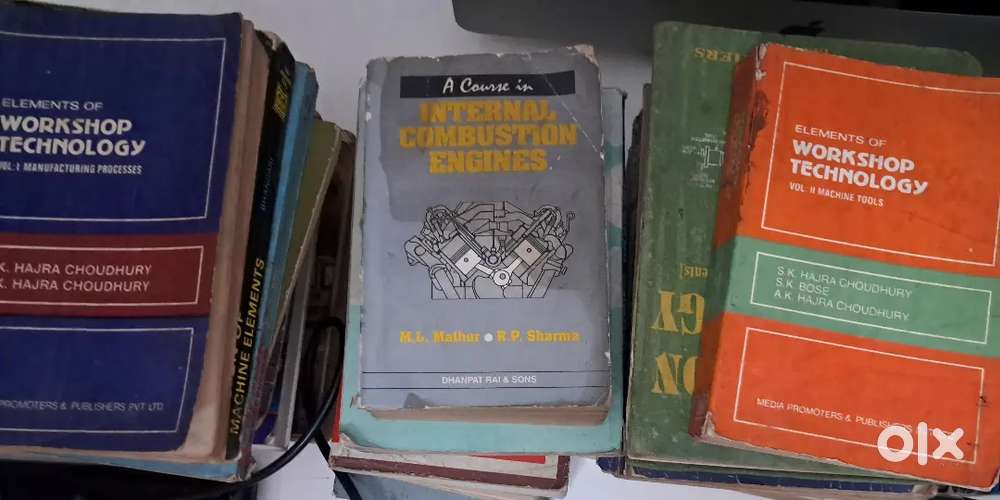 ELEMENTS OF
WORKSHOP
TECHNOLOGY
VOL: I MANUFACTURING PROCESSES
K. HAJRA CHOUDHURY
K. HAJRA CHOUDHURY
PROMOTERS & PUBLISHERS PVT LTD
MACHINE ELEMENTS
A Course in
INTERNAL
COMBUSTION
ENGINES
M.L. Mathur R.P. Sharma
DHANPAT RAI & SONS
GY
ON
ELEMENTS OF
WORKSHOP
TECHNOLOGY
VOL: II MACHINE TOOLS
S.K. HAJRA CHOUDHURY
S.K. BOSE
A.K. HAJRA CHOUDHURY
MEDIA PROMOTERS & PUBLISHERS
olx